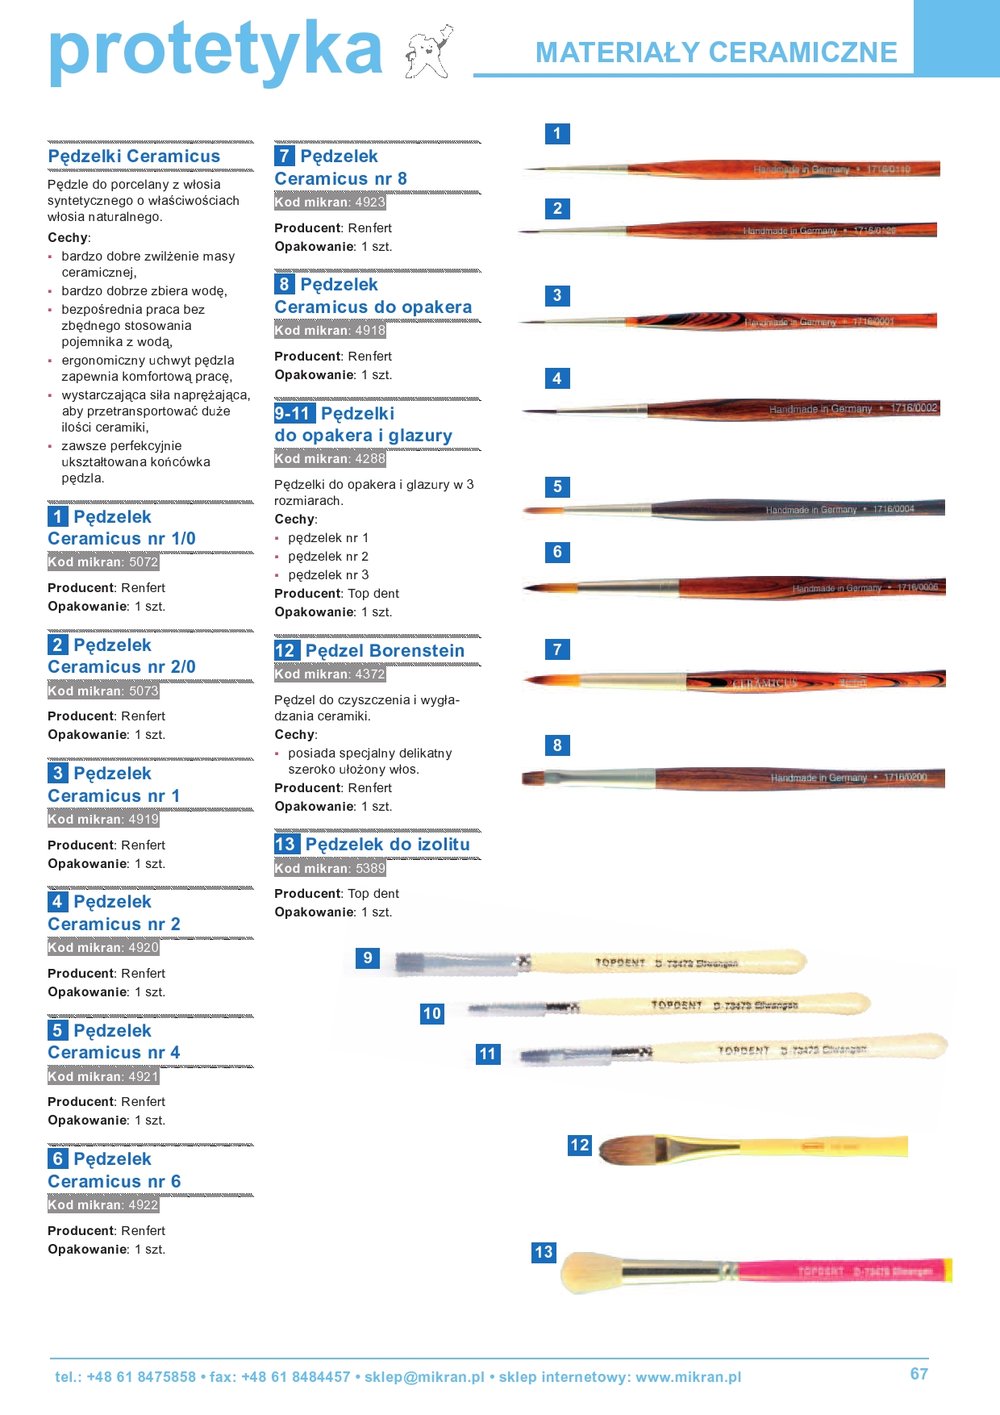 protetyka
MATERIAŁY CERAMICZNE
Pędzelki Ceramicus
Pędzle do porcelany z włosia
syntetycznego o właściwościach
włosia naturalnego.
Cechy:
▪ bardzo dobre zwilżenie masy
ceramicznej,
▪ bardzo dobrze zbiera wodę,
▪ bezpośrednia praca bez
zbędnego stosowania
pojemnika z wodą,
▪ ergonomiczny uchwyt pędzla
zapewnia komfortową pracę,
▪ wystarczająca siła naprężająca,
aby przetransportować duże
ilości ceramiki,
▪ zawsze perfekcyjnie
ukształtowana końcówka
pędzla.
1 Pędzelek
Ceramicus nr 1/0
Kod mikran: 5072
Producent: Renfert
Opakowanie: 1 szt.
2 Pędzelek
Ceramicus nr 2/0
Kod mikran: 5073
Producent: Renfert
Opakowanie: 1 szt.
3 Pędzelek
Ceramicus nr 1
Kod mikran: 4919
Producent: Renfert
Opakowanie: 1 szt.
4 Pędzelek
Ceramicus nr 2
Kod mikran: 4920
Producent: Renfert
Opakowanie: 1 szt.
5 Pędzelek
Ceramicus nr 4
Kod mikran: 4921
Producent: Renfert
Opakowanie: 1 szt.
6 Pędzelek
Ceramicus nr 6
Kod mikran: 4922
Producent: Renfert
Opakowanie: 1 szt.
7 Pędzelek
Ceramicus nr 8
Kod mikran: 4923
Producent: Renfert
Opakowanie: 1 szt.
8 Pędzelek
Ceramicus do opakera
Kod mikran: 4918
Producent: Renfert
Opakowanie: 1 szt.
9-11 Pędzelki
do opakera i glazury
Kod mikran: 4288
Pędzelki do opakera i glazury w 3
rozmiarach.
Cechy:
▪ pędzelek nr 1
▪ pędzelek nr 2
▪ pędzelek nr 3
Producent: Top dent
Opakowanie: 1 szt.
12 Pędzel Borenstein
Kod mikran: 4372
Pędzel do czyszczenia i wygła-
dzania ceramiki.
Cechy:
▪ posiada specjalny delikatny
szeroko ułożony włos.
Producent: Renfert
Opakowanie: 1 szt.
13 Pędzelek do izolitu
Kod mikran: 5389
Producent: Top dent
Opakowanie: 1 szt.
1
Handmade in Germany • 1716/0110
2
Handmade in Germany • 1716/0120
3
Handmade in Germany • 1716/0001
4
Handmade in Germany • 1716/0002
5
Handmade in Germany • 1716/0004
6
Handmade in Germany • 1716/0006
7
CERAMICUS Renfert
8
Handmade in Germany • 1716/0200
9
TOPDENT D-73479 Ellwangen
10
TOPDENT D-73479 Ellwangen
11
TOPDENT D-73479 Ellwangen
12
13
TOPDENT D-73479 Ellwangen
tel.: +48 61 8475858 • fax: +48 61 8484457 • sklep@mikran.pl • sklep internetowy: www.mikran.pl
67